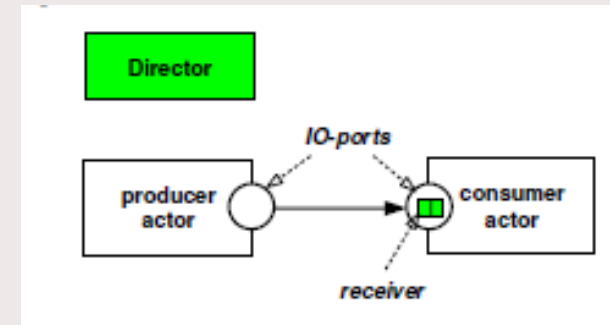 Director
IO-ports
producer
actor
consumer
actor
receiver